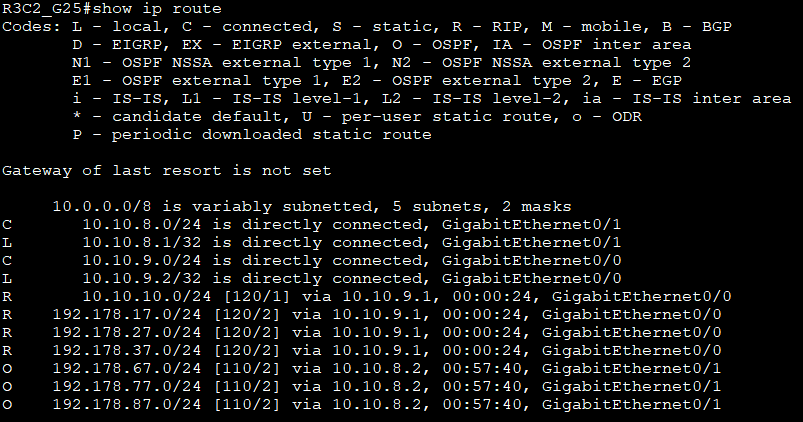 R3C2_G25#show ip route
Codes: L - local, C - connected, S - static, R - RIP, M - mobile, B - BGP
       D - EIGRP, EX - EIGRP external, O - OSPF, IA - OSPF inter area
       N1 - OSPF NSSA external type 1, N2 - OSPF NSSA external type 2
       E1 - OSPF external type 1, E2 - OSPF external type 2, E - EGP
       i - IS-IS, L1 - IS-IS level-1, L2 - IS-IS level-2, ia - IS-IS inter area
       * - candidate default, U - per-user static route, o - ODR
       P - periodic downloaded static route

Gateway of last resort is not set

     10.0.0.0/8 is variably subnetted, 5 subnets, 2 masks
C       10.10.8.0/24 is directly connected, GigabitEthernet0/1
L       10.10.8.1/32 is directly connected, GigabitEthernet0/1
C       10.10.9.0/24 is directly connected, GigabitEthernet0/0
L       10.10.9.2/32 is directly connected, GigabitEthernet0/0
R       10.10.10.0/24 [120/1] via 10.10.9.1, 00:00:24, GigabitEthernet0/0
R    192.178.17.0/24 [120/2] via 10.10.9.1, 00:00:24, GigabitEthernet0/0
R    192.178.27.0/24 [120/2] via 10.10.9.1, 00:00:24, GigabitEthernet0/0
R    192.178.37.0/24 [120/2] via 10.10.9.1, 00:00:24, GigabitEthernet0/0
O    192.178.67.0/24 [110/2] via 10.10.8.2, 00:57:40, GigabitEthernet0/1
O    192.178.77.0/24 [110/2] via 10.10.8.2, 00:57:40, GigabitEthernet0/1
O    192.178.87.0/24 [110/2] via 10.10.8.2, 00:57:40, GigabitEthernet0/1